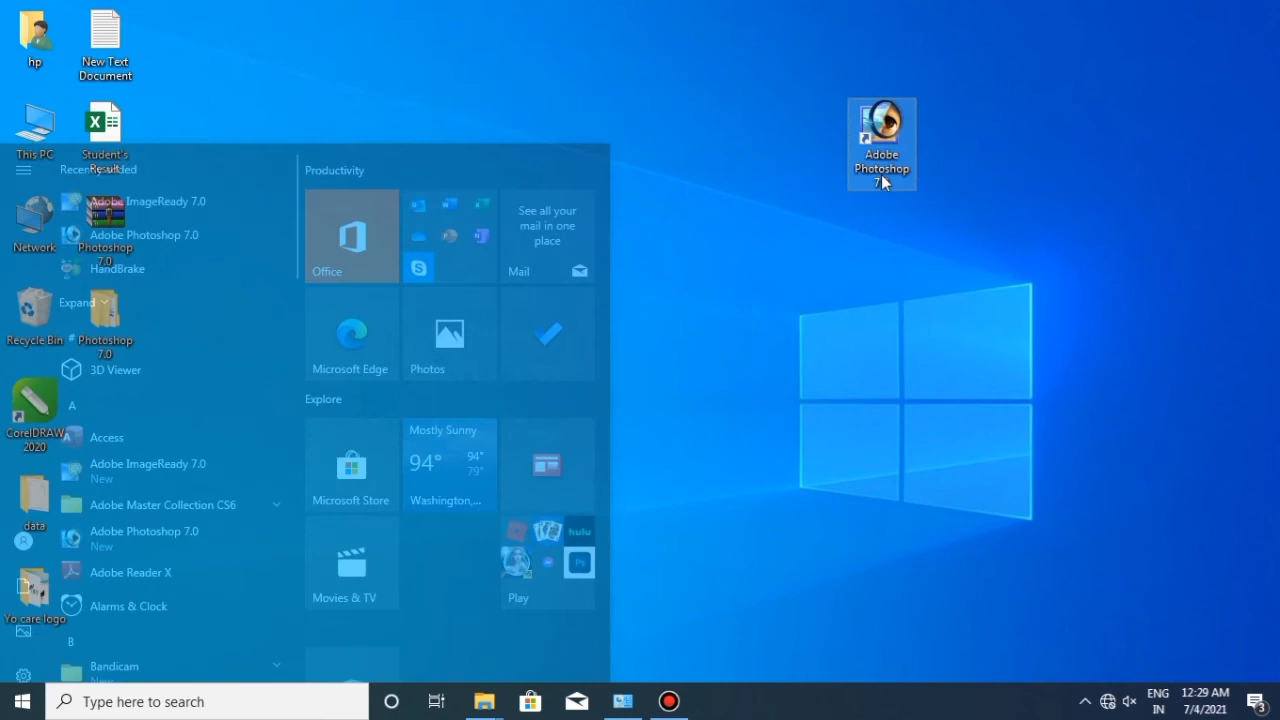 hp
New Text
Document
This PC
Student's
Result
Network
Photoshop
7.0
Recycle Bin
Photoshop
7.0
CorelDRAW
2020
data
Yo care logo
Adobe
Photoshop
7.
Recently added
Adobe ImageReady 7.0
Adobe Photoshop 7.0
HandBrake
Expand
#
3D Viewer
A
Access
Adobe ImageReady 7.0
New
Adobe Master Collection CS6
Adobe Photoshop 7.0
New
Adobe Reader X
Alarms & Clock
B
Bandicam
New
Productivity
Office
See all your
mail in one
place
Mail
Microsoft Edge
Photos
Explore
Microsoft Store
Mostly Sunny
94°
94°
79°
Washington,...
Movies & TV
hulu
Ps
Play
Type here to search
ENG
IN
12:29 AM
7/4/2021
3